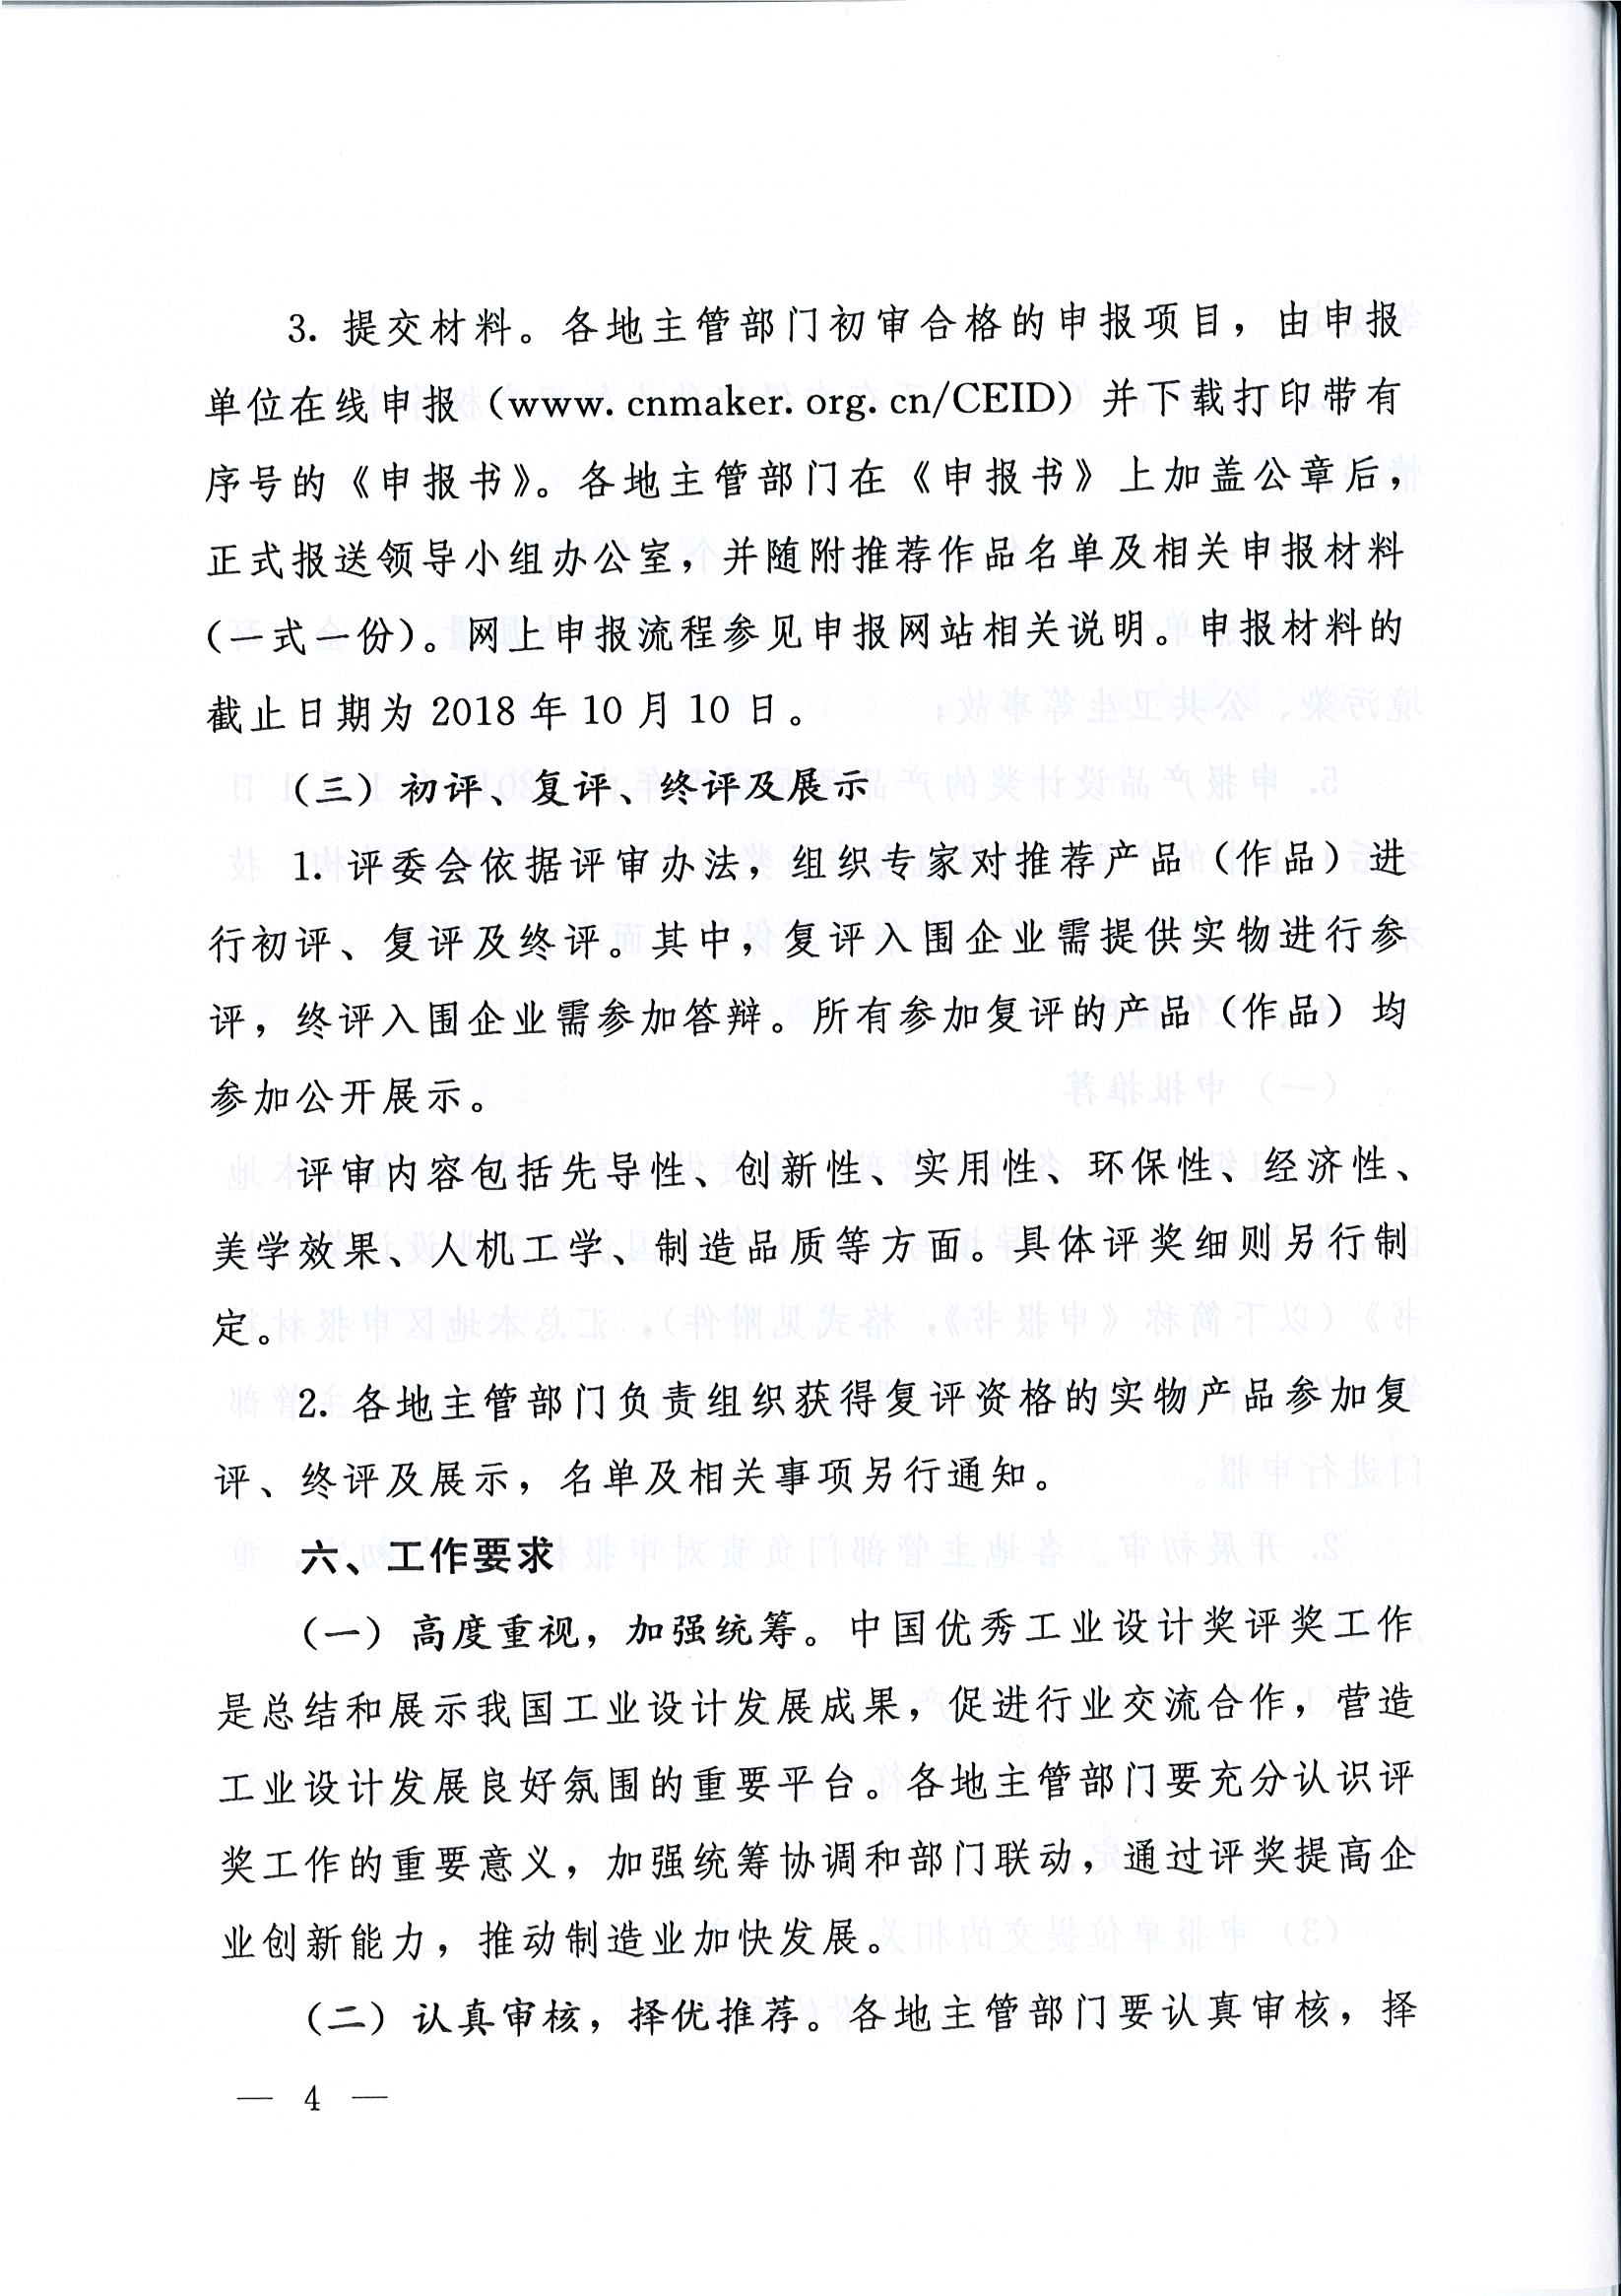 3. 提交材料。各地主管部门初审合格的申报项目，由申报
单位在线申报（www. cnmaker. org. cn/CEID）并下载打印带有
序号的《申报书》。各地主管部门在《申报书》上加盖公章后，
正式报送领导小组办公室，并随附推荐作品名单及相关申报材料
（一式一份）。网上申报流程参见申报网站相关说明。申报材料的
截止日期为 2018 年 10 月 10 日。
（三）初评、复评、终评及展示
1. 评委会依据评审办法，组织专家对推荐产品（作品）进
行初评、复评及终评。其中，复评入围企业需提供实物进行参
评，终评入围企业需参加答辩。所有参加复评的产品（作品）均
参加公开展示。
评审内容包括先导性、创新性、实用性、环保性、经济性、
美学效果、人机工学、制造品质等方面。具体评奖细则另行制
定。
2. 各地主管部门负责组织获得复评资格的实物产品参加复
评、终评及展示，名单及相关事项另行通知。
六、工作要求
（一）高度重视，加强统筹。中国优秀工业设计奖评奖工作
是总结和展示我国工业设计发展成果，促进行业交流合作，营造
工业设计发展良好氛围的重要平台。各地主管部门要充分认识评
奖工作的重要意义，加强统筹协调和部门联动，通过评奖提高企
业创新能力，推动制造业加快发展。
（二）认真审核，择优推荐。各地主管部门要认真审核，择
— 4 —